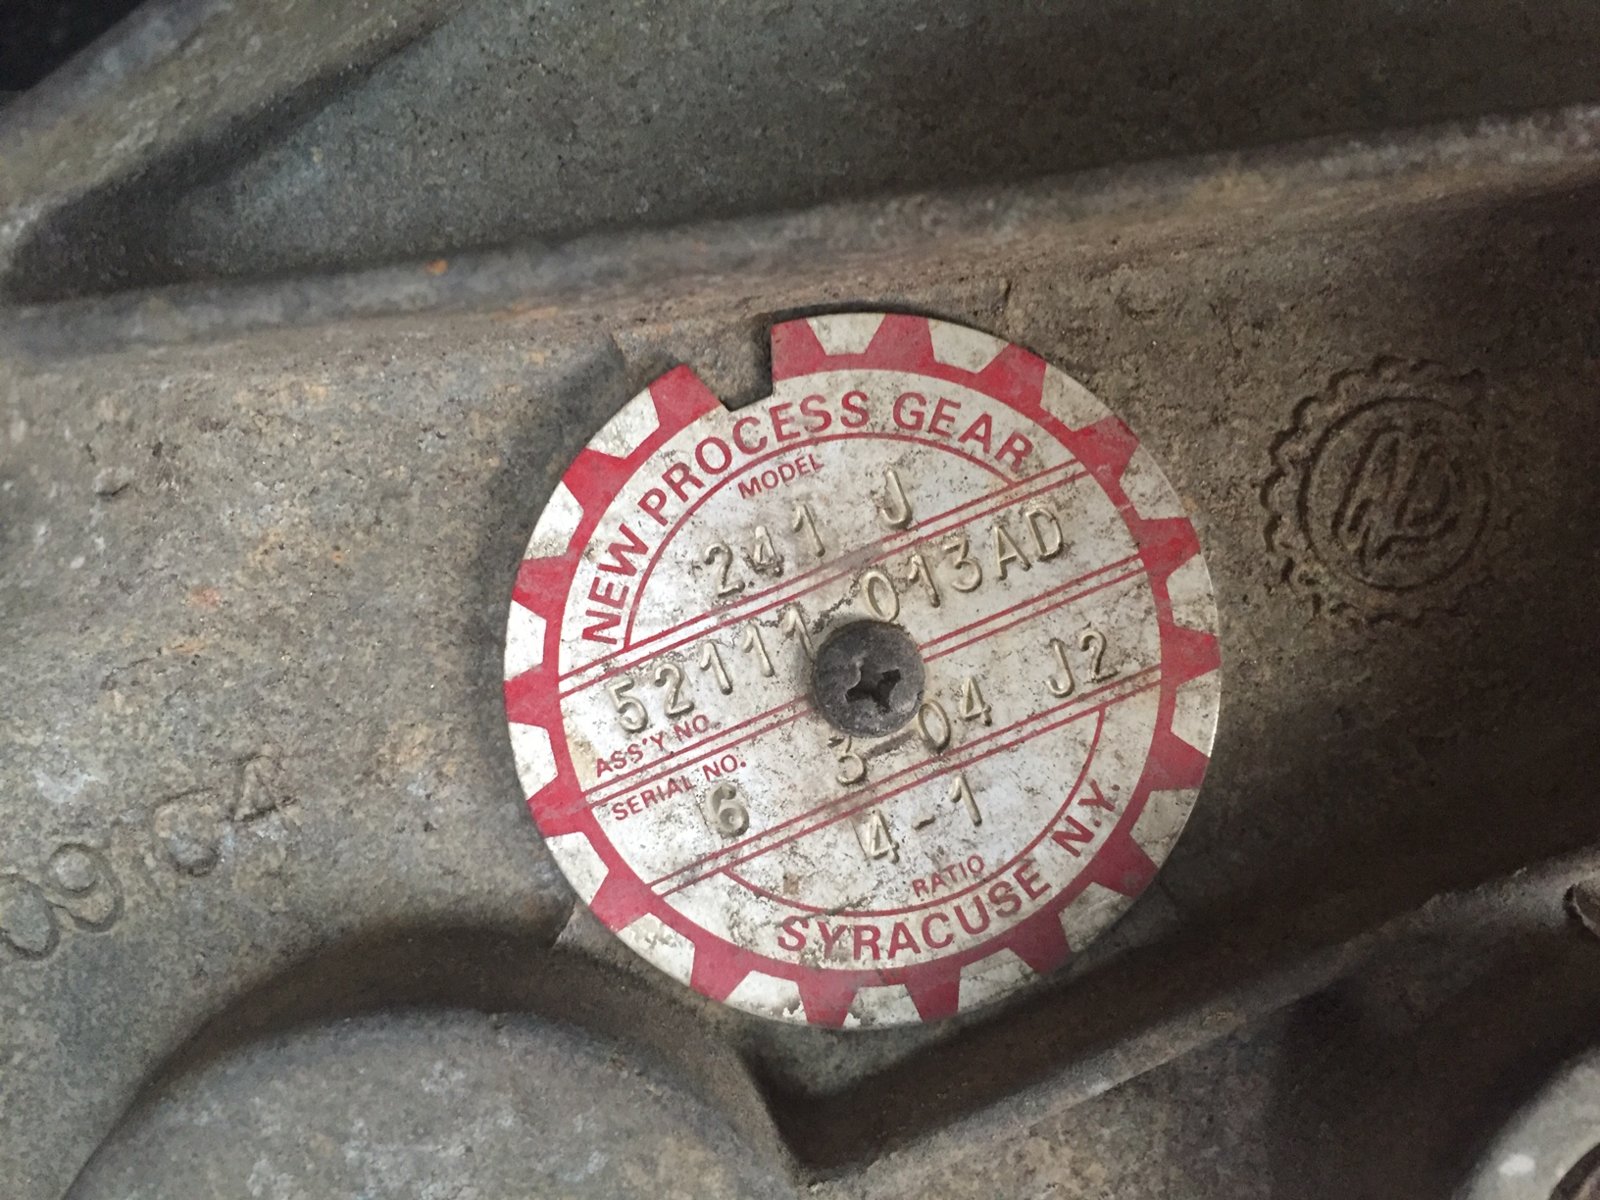 NEW PROCESS GEAR
MODEL
241 J
52111 013AD
ASS'Y NO.
SERIAL NO.
6 3-04 J2
4-1
RATIO
SYRACUSE N.Y.